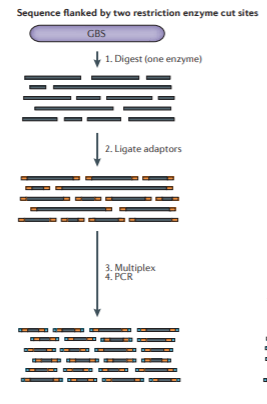 Sequence flanked by two restriction enzyme cut sites
GBS
1. Digest (one enzyme)
2. Ligate adaptors
3. Multiplex
4. PCR